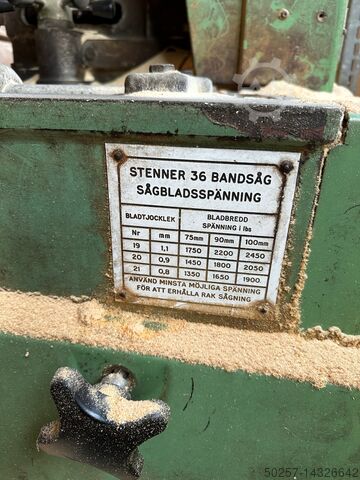 STENNER 36 BANDSÅG
SÅGBLADSSPÄNNING
BLADTJOCKLEK BLADBREDD
SPÄNNING i lbs
Nr mm 75mm 90mm 100mm
19 1,1 1750 2200 2450
20 0,9 1450 1800 2050
21 0,8 1350 1650 1900.
ANVÄND MINSTA MÖJLIGA SPÄNNING
FÖR ATT ERHÅLLA RAK SÅGNING
50257-14326642